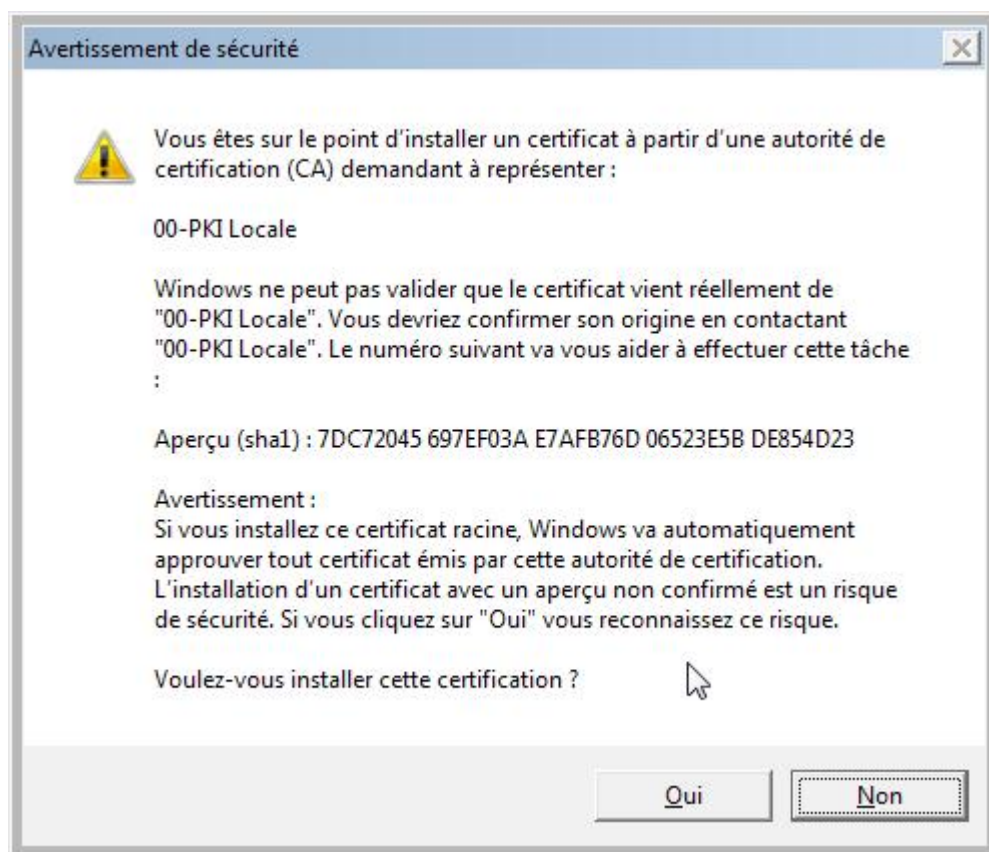 Avertissement de sécurité
Vous êtes sur le point d'installer un certificat à partir d'une autorité de
certification (CA) demandant à représenter :
00-PKI Locale
Windows ne peut pas valider que le certificat vient réellement de
"00-PKI Locale". Vous devriez confirmer son origine en contactant
"00-PKI Locale". Le numéro suivant va vous aider à effectuer cette tâche
:
Aperçu (sha1) : 7DC72045 697EF03A E7AFB76D 06523E5B DE854D23
Avertissement :
Si vous installez ce certificat racine, Windows va automatiquement
approuver tout certificat émis par cette autorité de certification.
L'installation d'un certificat avec un aperçu non confirmé est un risque
de sécurité. Si vous cliquez sur "Oui" vous reconnaissez ce risque.
Voulez-vous installer cette certification ?
Oui
Non